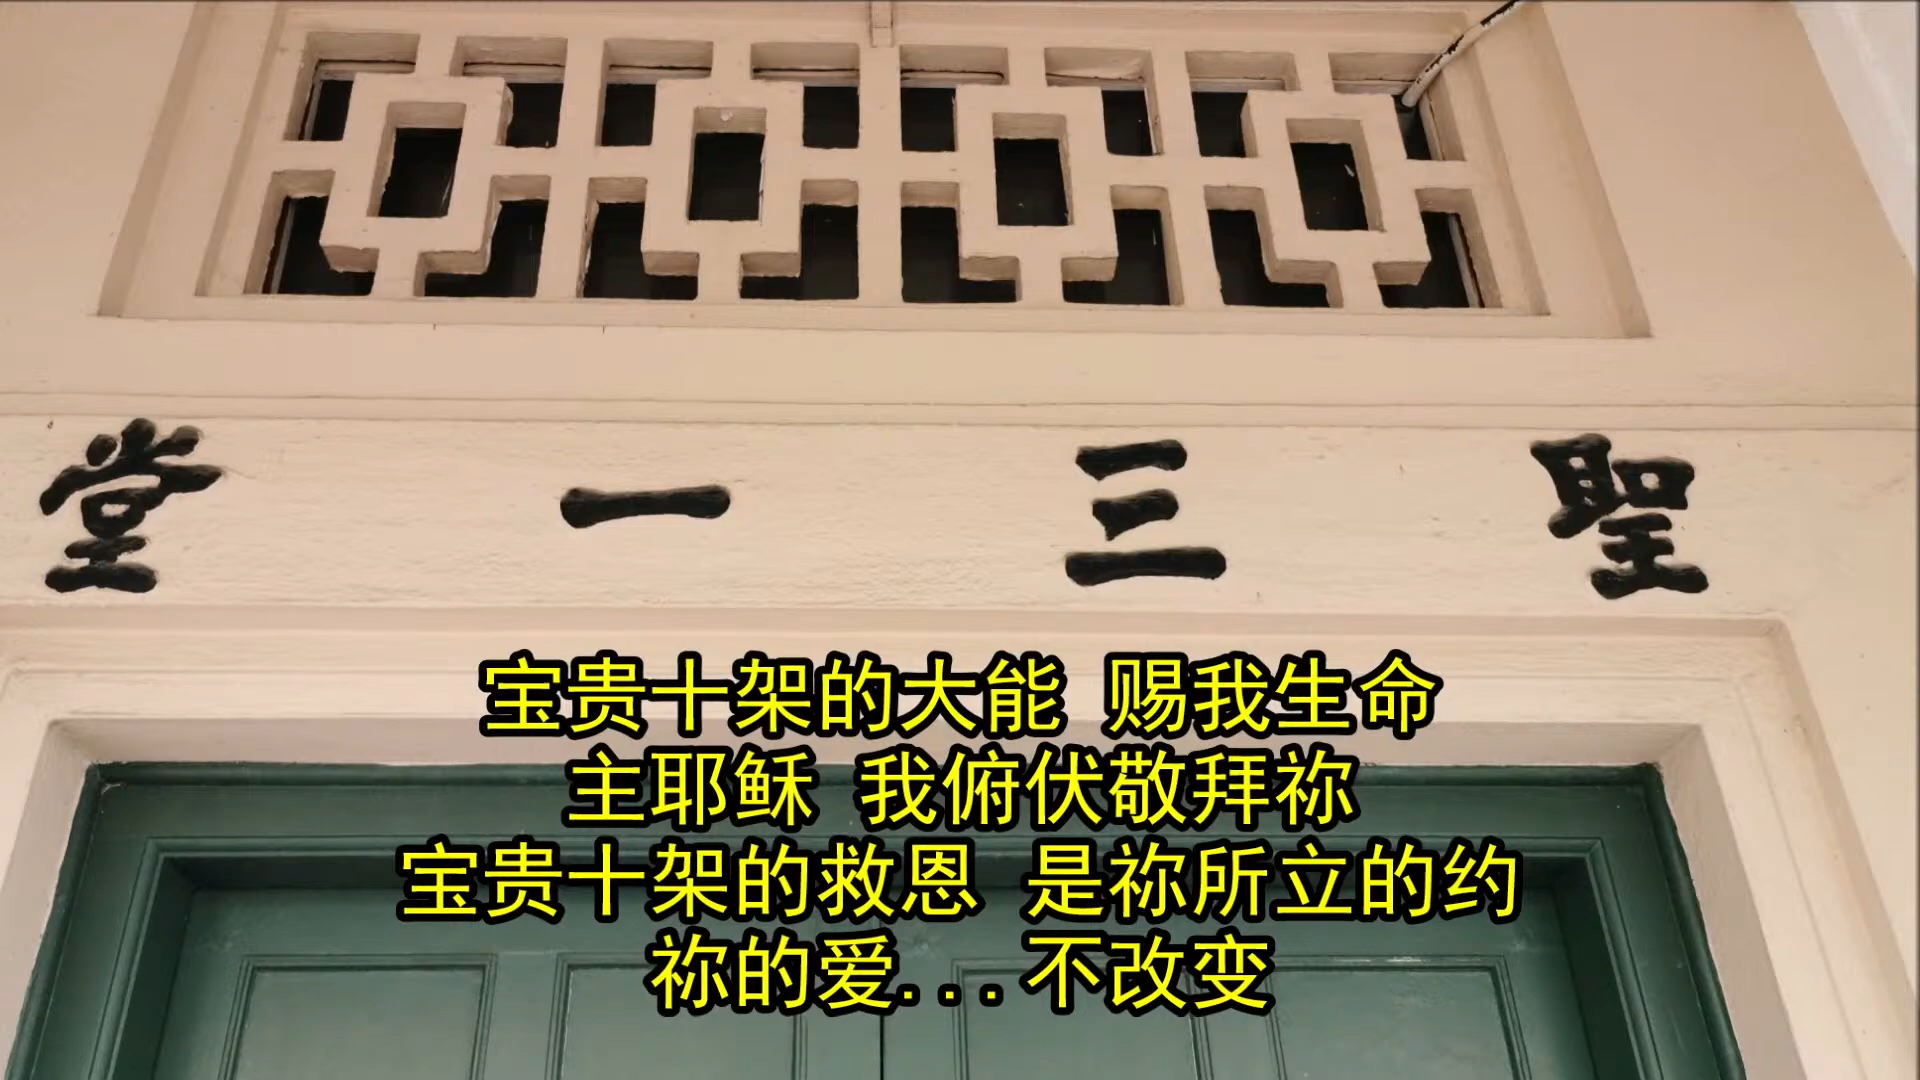 聖三一堂
宝贵十架的大能 赐我生命
主耶稣 我俯伏敬拜祢
宝贵十架的救恩 是祢所立的约
祢的爱...不改变